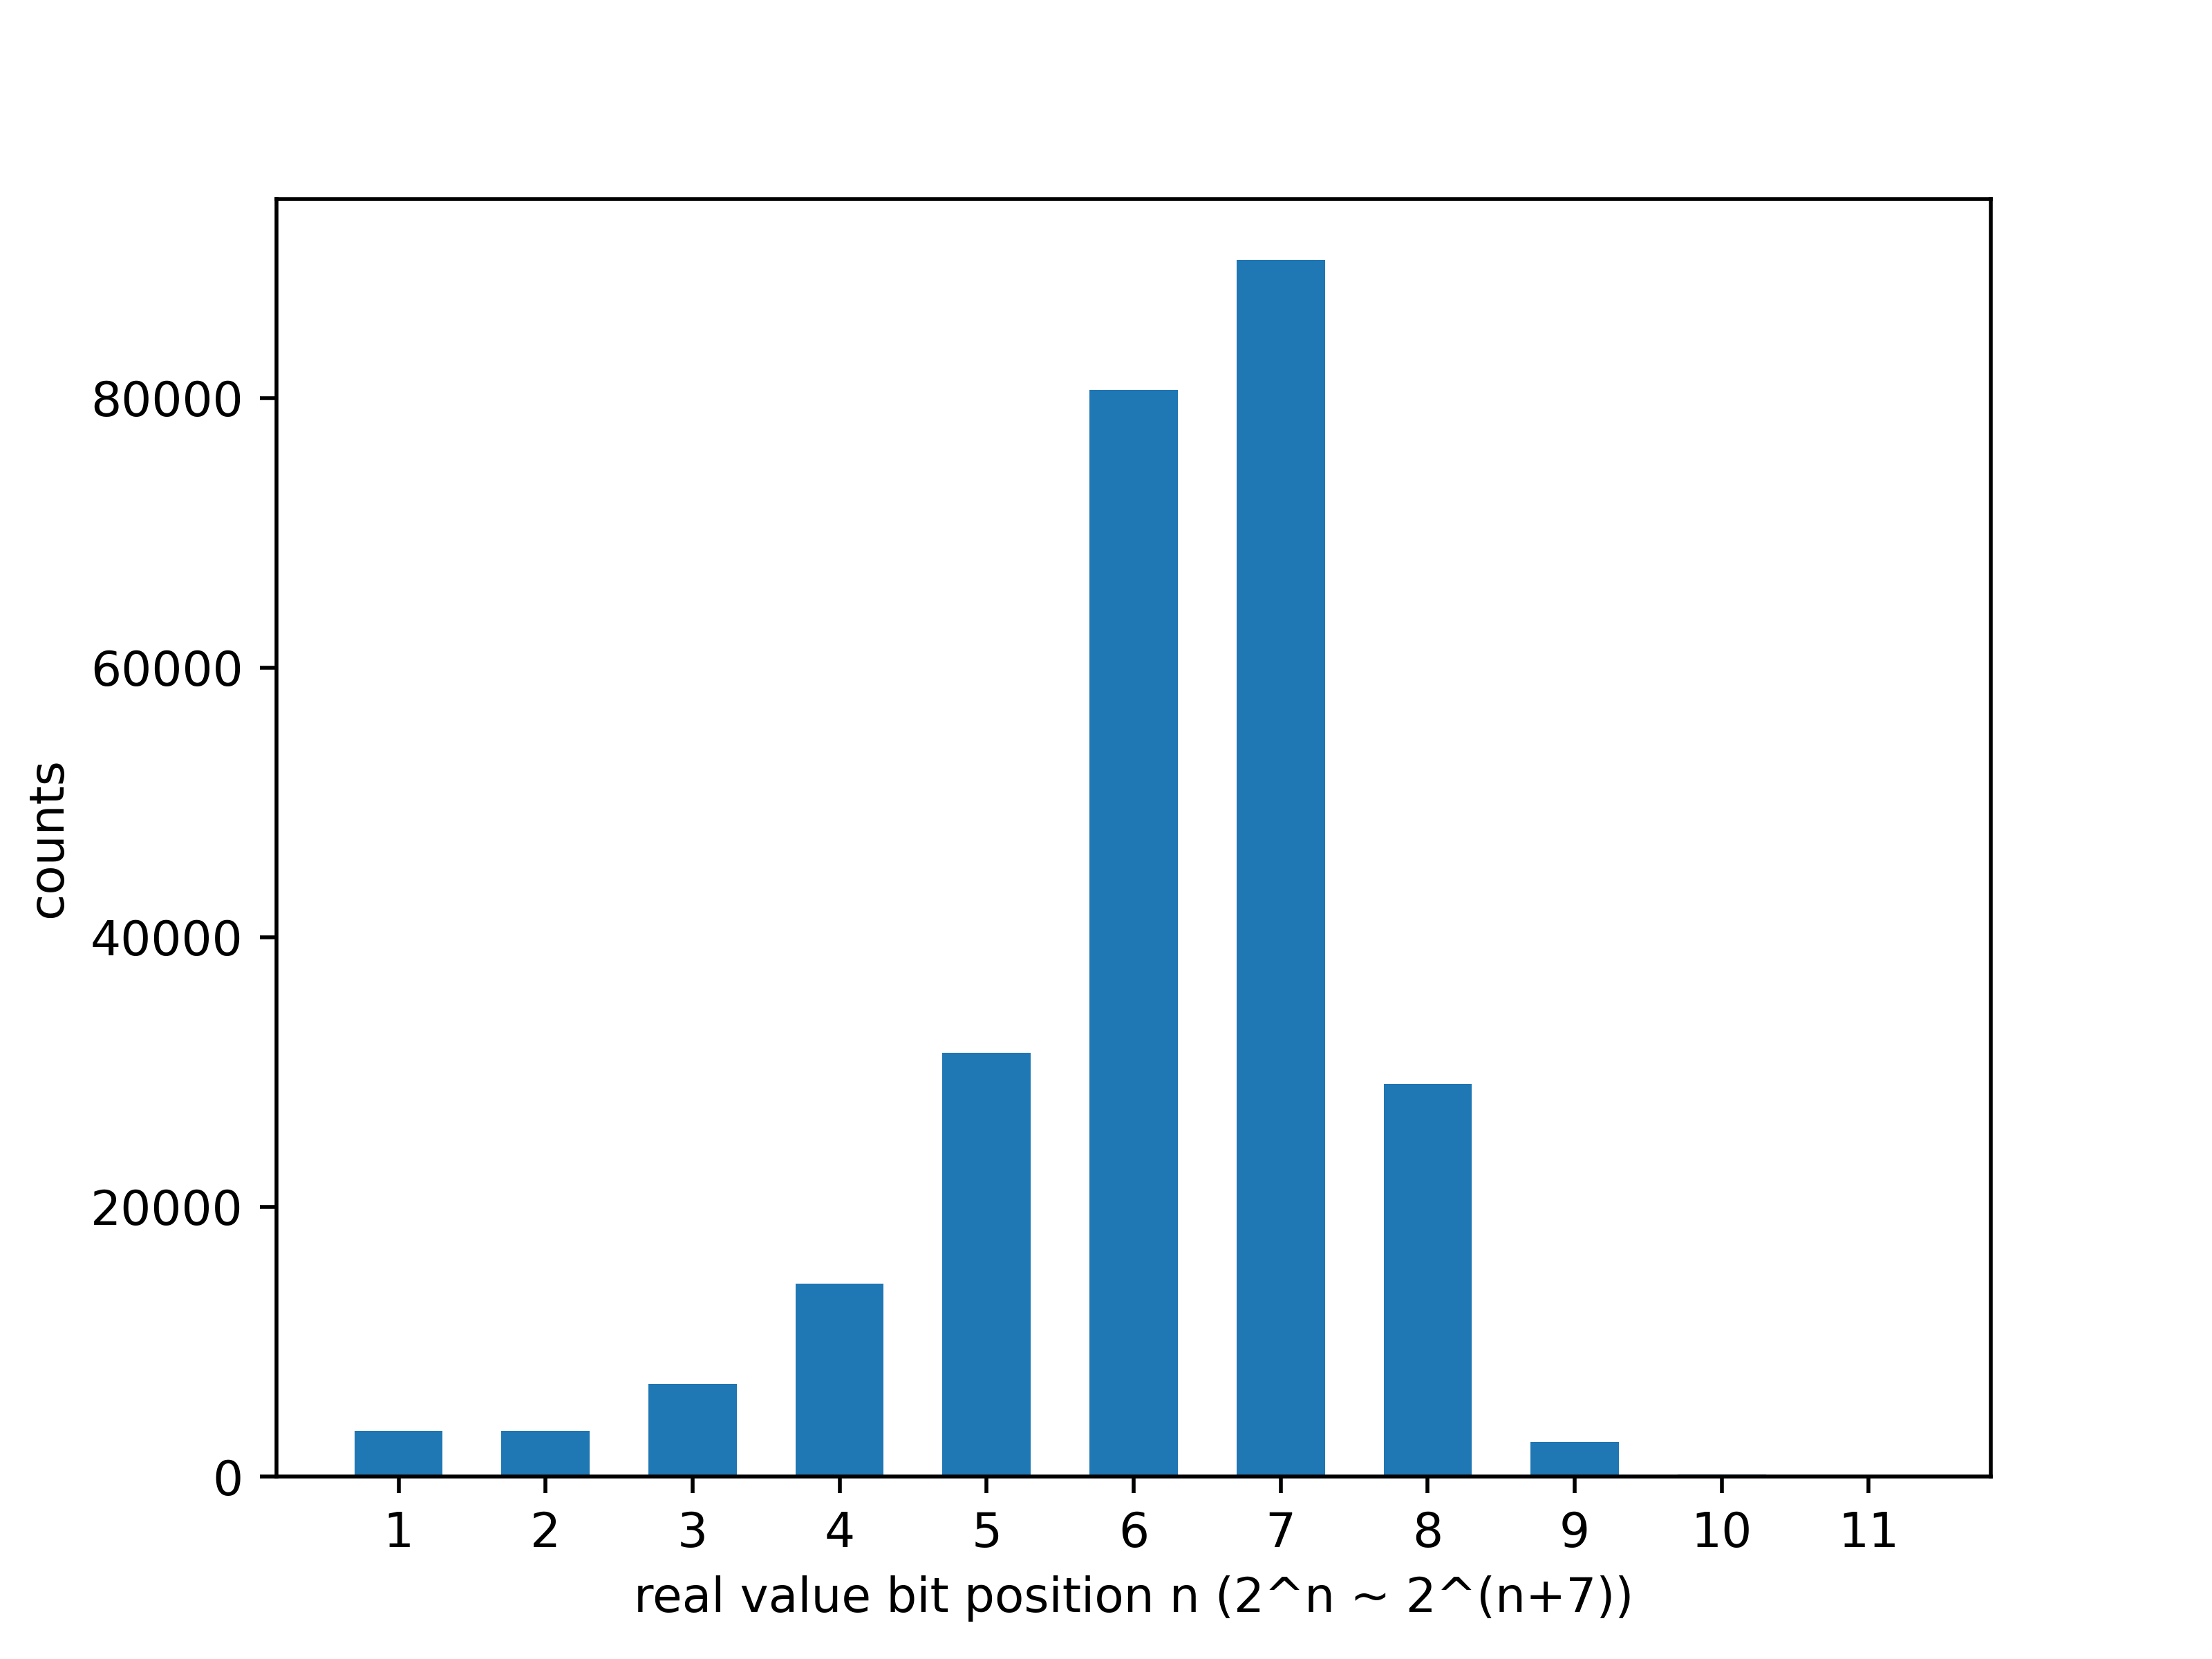 80000
60000
40000
20000
0
counts
1 2 3 4 5 6 7 8 9 10 11
real value bit position n (2^n ~ 2^(n+7))